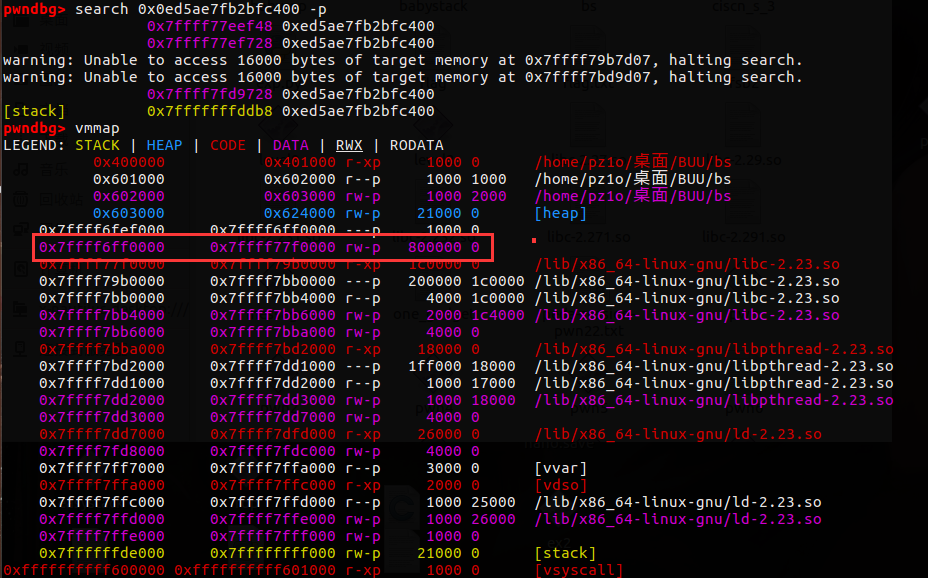 pwndbg> search 0x0ed5ae7fb2bfc400 -p
0x7ffff77eef48 0xed5ae7fb2bfc400
0x7ffff77ef728 0xed5ae7fb2bfc400
warning: Unable to access 16000 bytes of target memory at 0x7ffff79b7d07, halting search.
warning: Unable to access 16000 bytes of target memory at 0x7ffff7bd9d07, halting search.
0x7ffff7fd9728 0xed5ae7fb2bfc400
[stack] 0x7fffffffddb8 0xed5ae7fb2bfc400
pwndbg> vmmap
LEGEND: STACK | HEAP | CODE | DATA | RWX | RODATA
0x400000 0x401000 r-xp 1000 0 /home/pz1o/桌面/BUU/bs
0x601000 0x602000 r--p 1000 1000 /home/pz1o/桌面/BUU/bs
0x602000 0x603000 rw-p 1000 2000 /home/pz1o/桌面/BUU/bs
0x603000 0x624000 rw-p 21000 0 [heap]
0x7ffff6fef000 0x7ffff6ff0000 ---p 1000 0
0x7ffff6ff0000 0x7ffff77f0000 rw-p 800000 0
0x7ffff77f0000 0x7ffff79b0000 r-xp 1c0000 0 /lib/x86_64-linux-gnu/libc-2.23.so
0x7ffff79b0000 0x7ffff7bb0000 ---p 200000 1c0000 /lib/x86_64-linux-gnu/libc-2.23.so
0x7ffff7bb0000 0x7ffff7bb4000 r--p 4000 1c0000 /lib/x86_64-linux-gnu/libc-2.23.so
0x7ffff7bb4000 0x7ffff7bb6000 rw-p 2000 1c4000 /lib/x86_64-linux-gnu/libc-2.23.so
0x7ffff7bb6000 0x7ffff7bba000 rw-p 4000 0
0x7ffff7bba000 0x7ffff7bd2000 r-xp 18000 0 /lib/x86_64-linux-gnu/libpthread-2.23.so
0x7ffff7bd2000 0x7ffff7dd1000 ---p 1ff000 18000 /lib/x86_64-linux-gnu/libpthread-2.23.so
0x7ffff7dd1000 0x7ffff7dd2000 r--p 1000 17000 /lib/x86_64-linux-gnu/libpthread-2.23.so
0x7ffff7dd2000 0x7ffff7dd3000 rw-p 1000 18000 /lib/x86_64-linux-gnu/libpthread-2.23.so
0x7ffff7dd3000 0x7ffff7dd7000 rw-p 4000 0
0x7ffff7dd7000 0x7ffff7dfd000 r-xp 26000 0 /lib/x86_64-linux-gnu/ld-2.23.so
0x7ffff7fd8000 0x7ffff7fdc000 rw-p 4000 0
0x7ffff7ff7000 0x7ffff7ffa000 r--p 3000 0 [vvar]
0x7ffff7ffa000 0x7ffff7ffc000 r-xp 2000 0 [vdso]
0x7ffff7ffc000 0x7ffff7ffd000 r--p 1000 25000 /lib/x86_64-linux-gnu/ld-2.23.so
0x7ffff7ffd000 0x7ffff7ffe000 rw-p 1000 26000 /lib/x86_64-linux-gnu/ld-2.23.so
0x7ffff7ffe000 0x7ffff7fff000 rw-p 1000 0
0x7ffffffde000 0x7ffffffff000 rw-p 21000 0 [stack]
0xffffffffff600000 0xffffffffff601000 r-xp 1000 0 [vsyscall]